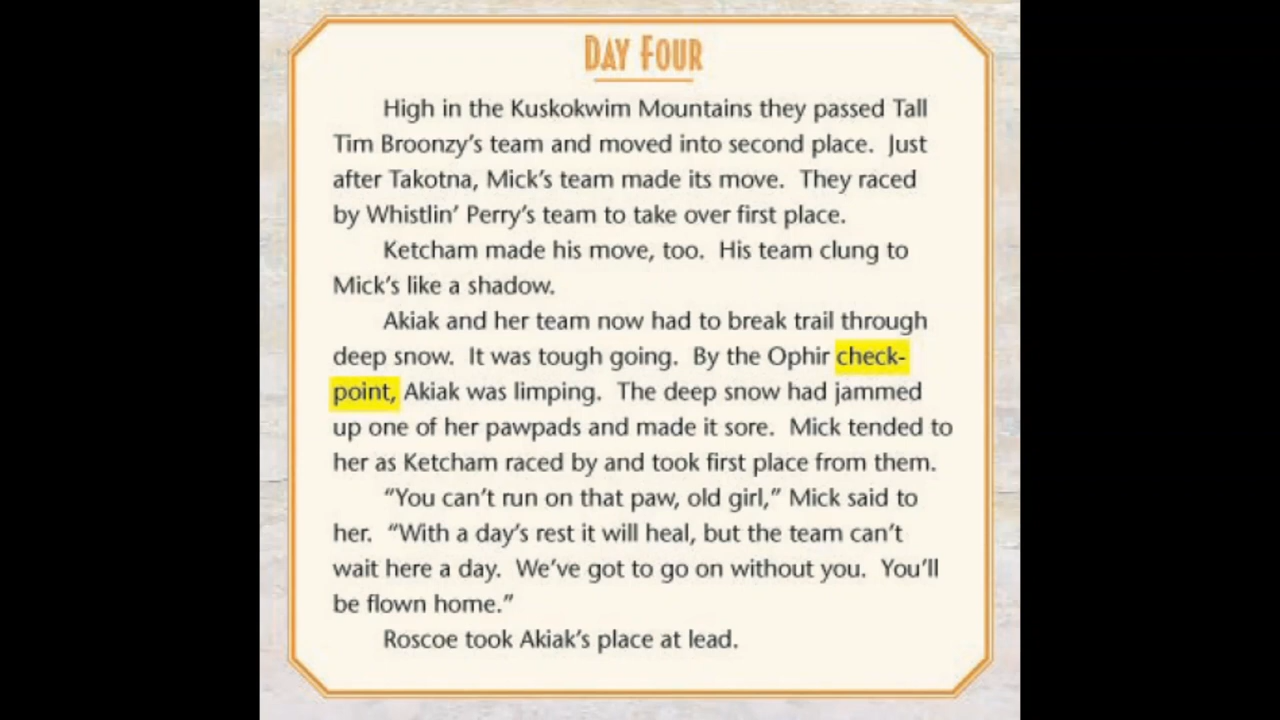 DAY FOUR
High in the Kuskokwim Mountains they passed Tall
Tim Broonzy's team and moved into second place. Just
after Takotna, Mick's team made its move. They raced
by Whistlin' Perry's team to take over first place.
Ketcham made his move, too. His team clung to
Mick's like a shadow.
Akiak and her team now had to break trail through
deep snow. It was tough going. By the Ophir check-
point, Akiak was limping. The deep snow had jammed
up one of her pawpads and made it sore. Mick tended to
her as Ketcham raced by and took first place from them.
"You can't run on that paw, old girl," Mick said to
her. "With a day's rest it will heal, but the team can't
wait here a day. We've got to go on without you. You'll
be flown home."
Roscoe took Akiak's place at lead.